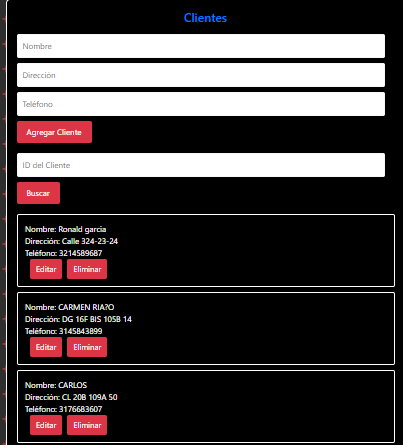 Clientes
Nombre
Dirección
Teléfono
Agregar Cliente
ID del Cliente
Buscar
Nombre: Ronald garcia
Dirección: Calle 324-23-24
Teléfono: 3214589687
Editar Eliminar
Nombre: CARMEN RIA?O
Dirección: DG 16F BIS 105B 14
Teléfono: 3145843899
Editar Eliminar
Nombre: CARLOS
Dirección: CL 20B 109A 50
Teléfono: 3176683607
Editar Eliminar